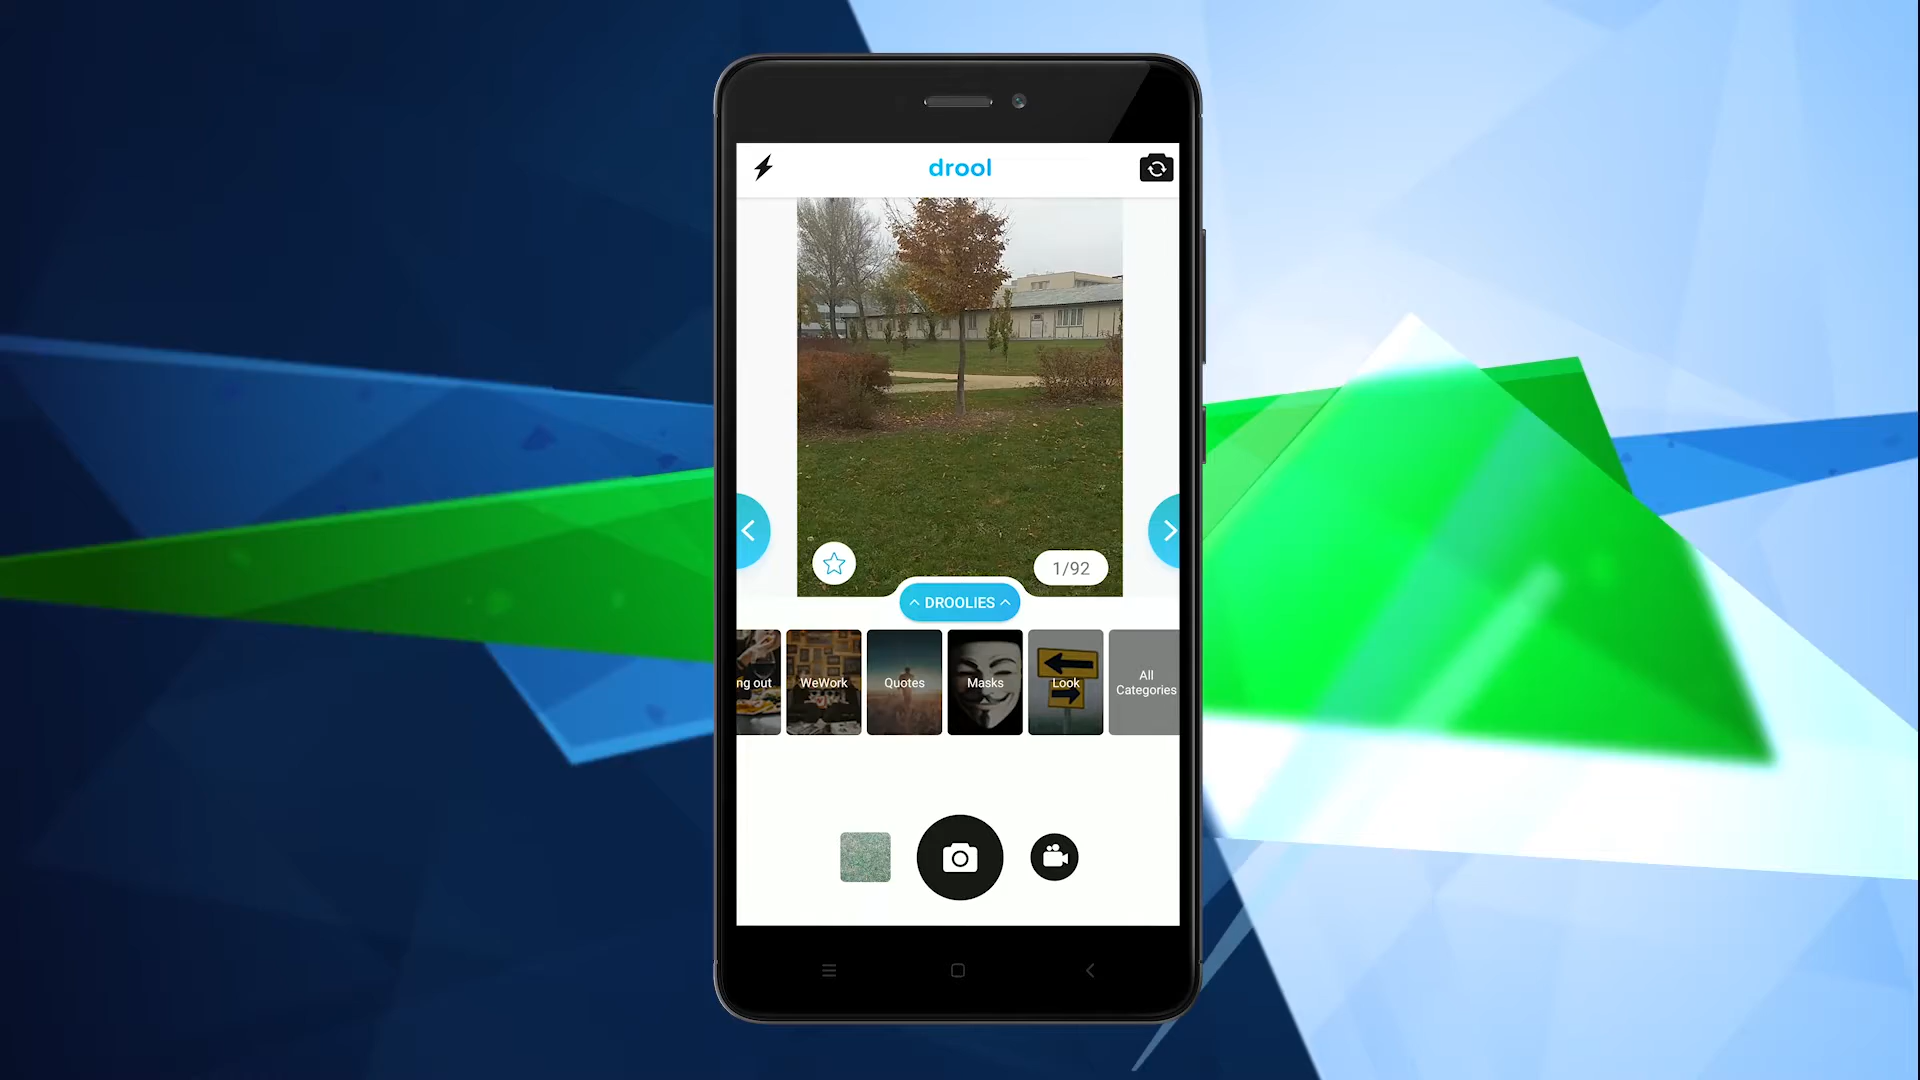 drool
1/92
DROOLIES
ng out
WeWork
Quotes
Masks
Look
All
Categories